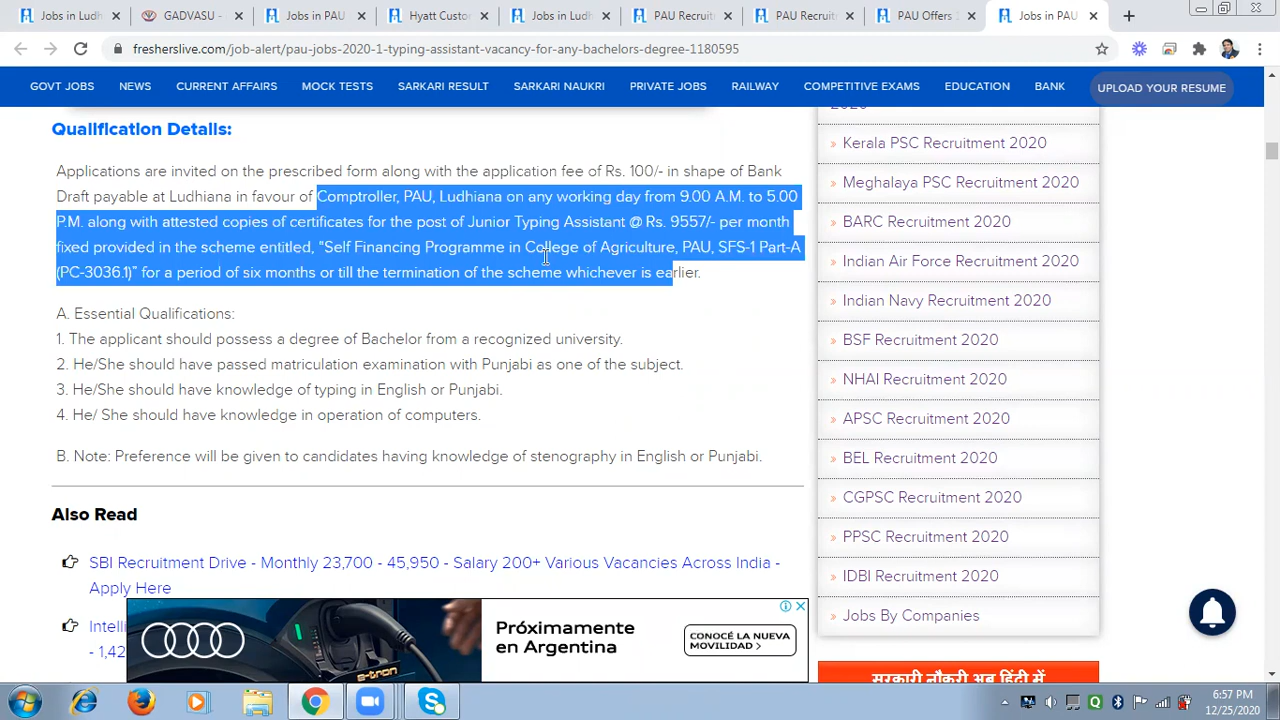 Jobs in Ludh
GADVASU -
Jobs in PAU
Hyatt Custo
Jobs in Ludh
PAU Recruit
PAU Recruit
PAU Offers 1
Jobs in PAU
fresherslive.com/job-alert/pau-jobs-2020-1-typing-assistant-vacancy-for-any-bachelors-degree-1180595
GOVT JOBS NEWS CURRENT AFFAIRS MOCK TESTS SARKARI RESULT SARKARI NAUKRI PRIVATE JOBS RAILWAY COMPETITIVE EXAMS EDUCATION BANK UPLOAD YOUR RESUME
Qualification Details:
Applications are invited on the prescribed form along with the application fee of Rs. 100/- in shape of Bank
Draft payable at Ludhiana in favour of Comptroller, PAU, Ludhiana on any working day from 9.00 A.M. to 5.00
P.M. along with attested copies of certificates for the post of Junior Typing Assistant @ Rs. 9557/- per month
fixed provided in the scheme entitled, "Self Financing Programme in College of Agriculture, PAU, SFS-1 Part-A
(PC-3036.1)" for a period of six months or till the termination of the scheme whichever is earlier.
A. Essential Qualifications:
1. The applicant should possess a degree of Bachelor from a recognized university.
2. He/She should have passed matriculation examination with Punjabi as one of the subject.
3. He/She should have knowledge of typing in English or Punjabi.
4. He/ She should have knowledge in operation of computers.
B. Note: Preference will be given to candidates having knowledge of stenography in English or Punjabi.
Also Read
SBI Recruitment Drive - Monthly 23,700 - 45,950 - Salary 200+ Various Vacancies Across India -
Apply Here
Intelli
- 1,42
e-tron
Próximamente
en Argentina
CONOCÉ LA NUEVA
MOVILIDAD >
2020
» Kerala PSC Recruitment 2020
» Meghalaya PSC Recruitment 2020
» BARC Recruitment 2020
» Indian Air Force Recruitment 2020
» Indian Navy Recruitment 2020
» BSF Recruitment 2020
» NHAI Recruitment 2020
» APSC Recruitment 2020
» BEL Recruitment 2020
» CGPSC Recruitment 2020
» PPSC Recruitment 2020
» IDBI Recruitment 2020
» Jobs By Companies
सरकारी नौकरी अब हिंदी में
6:57 PM
12/25/2020